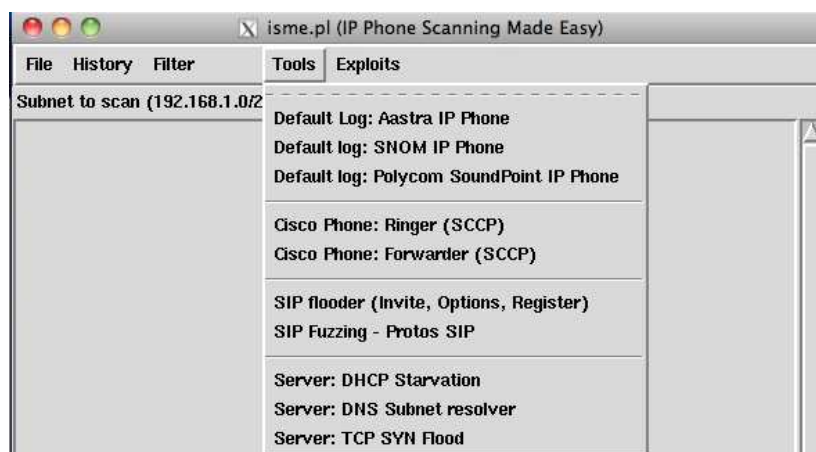 X isme.pl (IP Phone Scanning Made Easy)
File History Filter Tools Exploits
Subnet to scan (192.168.1.0/2
Default Log: Aastra IP Phone
Default log: SNOM IP Phone
Default log: Polycom SoundPoint IP Phone
Cisco Phone: Ringer (SCCP)
Cisco Phone: Forwarder (SCCP)
SIP flooder (Invite, Options, Register)
SIP Fuzzing - Protos SIP
Server: DHCP Starvation
Server: DNS Subnet resolver
Server: TCP SYN Flood